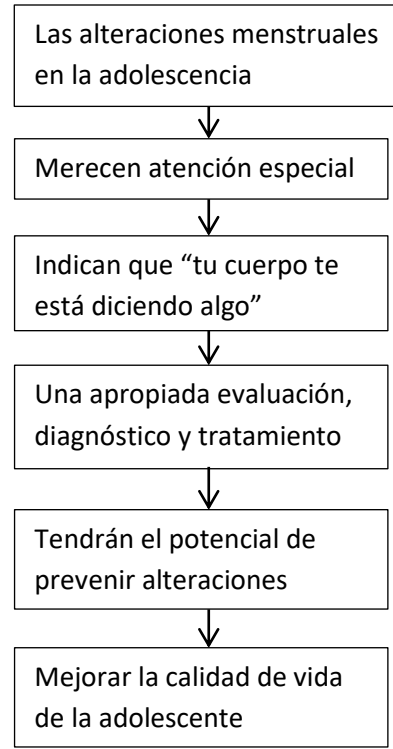 Las alteraciones menstruales
en la adolescencia
Merecen atención especial
Indican que “tu cuerpo te
está diciendo algo”
Una apropiada evaluación,
diagnóstico y tratamiento
Tendrán el potencial de
prevenir alteraciones
Mejorar la calidad de vida
de la adolescente